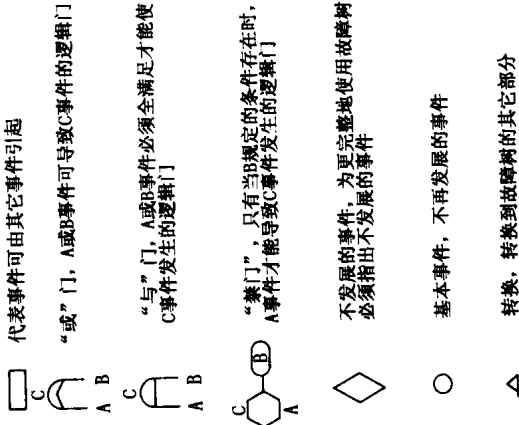 代表事件可由其它事件引起
C
A B
“或”门，A或B事件可导致C事件的逻辑门
C
A B
“与”门，A或B事件必须全满足才能使
C事件发生的逻辑门
C
B
A
“禁门”，只有当B规定的条件存在时，
A事件才能导致C事件发生的逻辑门
不发展的事件，为更完整地使用故障树
必须指出不发展的事件
基本事件，不再发展的事件
转换，转换到故障树的其它部分